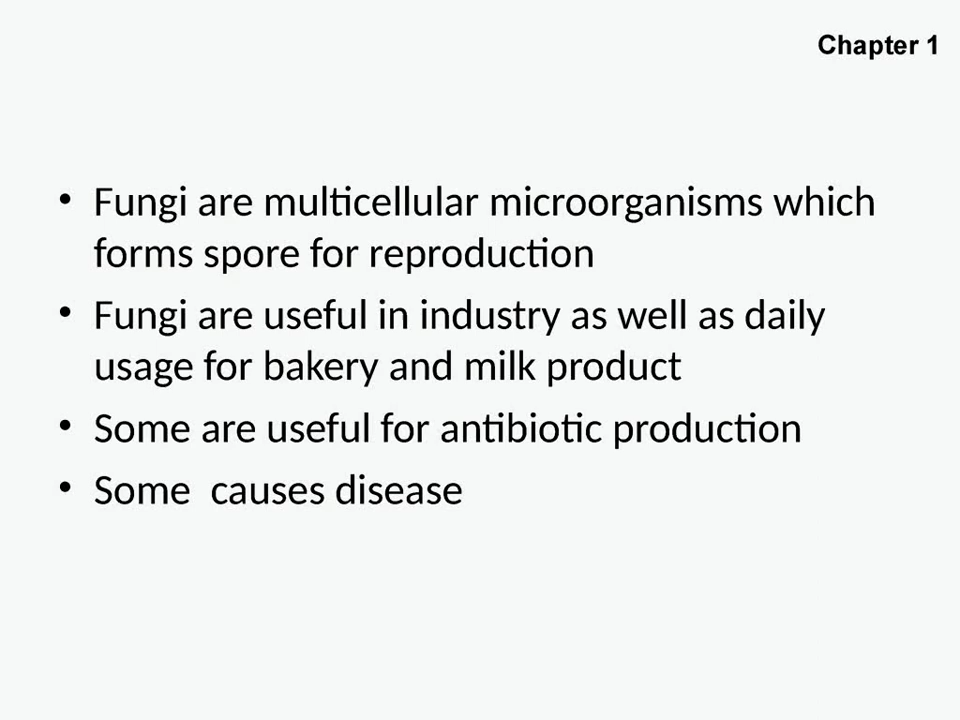 Chapter 1
• Fungi are multicellular microorganisms which
forms spore for reproduction
• Fungi are useful in industry as well as daily
usage for bakery and milk product
• Some are useful for antibiotic production
• Some  causes disease